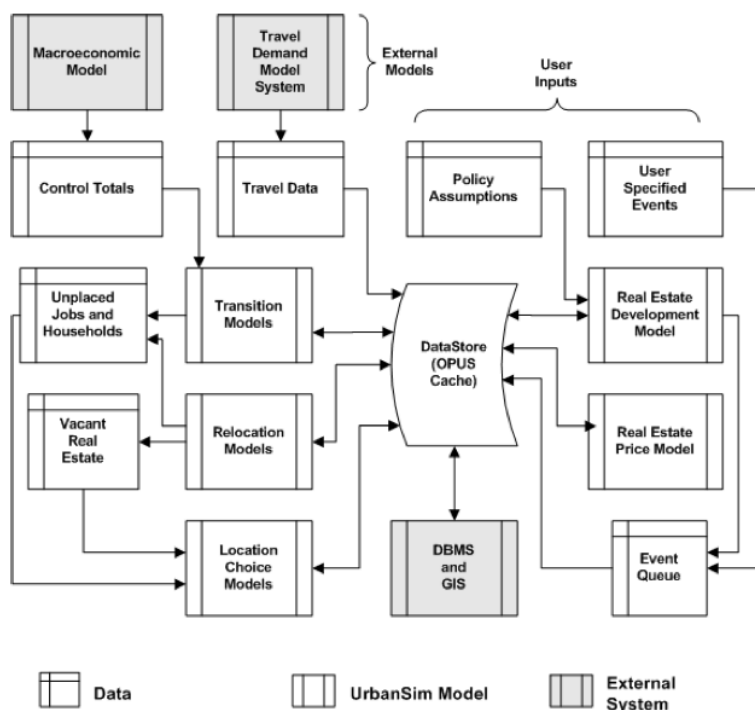 Macroeconomic
Model
Travel
Demand
Model
System
External
Models
User
Inputs
Control Totals
Travel Data
Policy
Assumptions
User
Specified
Events
Unplaced
Jobs and
Households
Transition
Models
DataStore
(OPUS
Cache)
Real Estate
Development
Model
Vacant
Real
Estate
Relocation
Models
Real Estate
Price Model
Location
Choice
Models
DBMS
and
GIS
Event
Queue
Data
UrbanSim Model
External
System